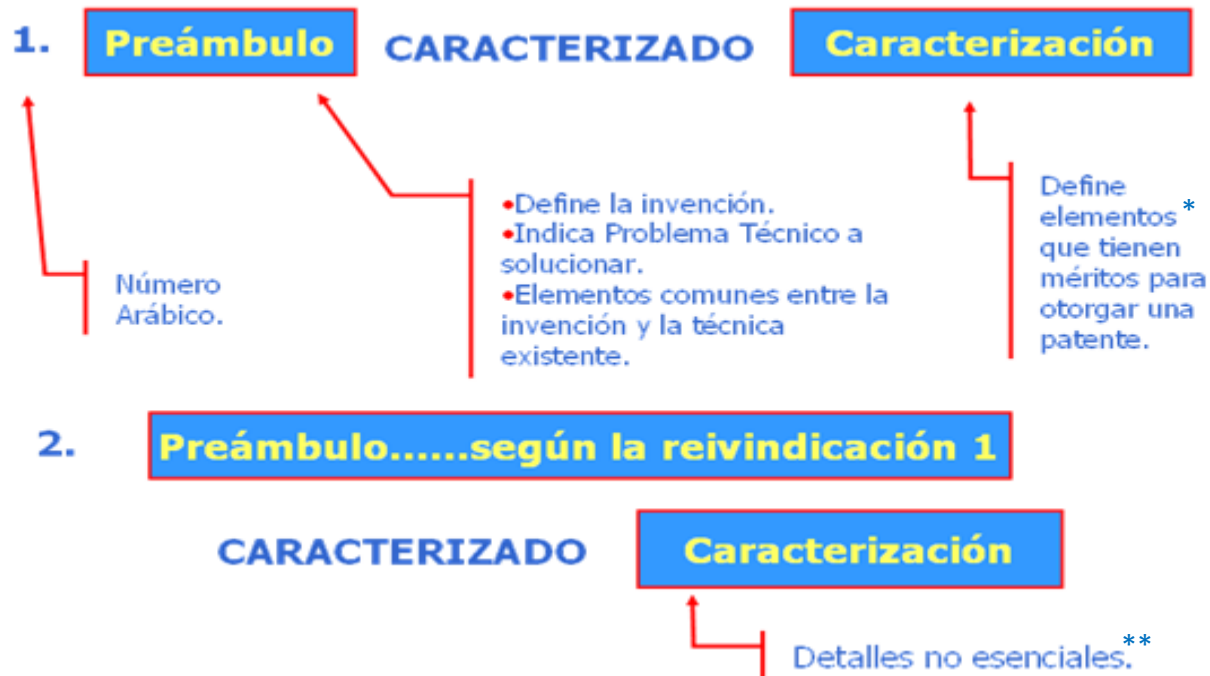 1. Preámbulo CARACTERIZADO Caracterización
Número
Arábico.
•Define la invención.
•Indica Problema Técnico a
solucionar.
•Elementos comunes entre la
invención y la técnica
existente.
Define
elementos *
que tienen
méritos para
otorgar una
patente.
2. Preámbulo......según la reivindicación 1
CARACTERIZADO Caracterización
Detalles no esenciales.**